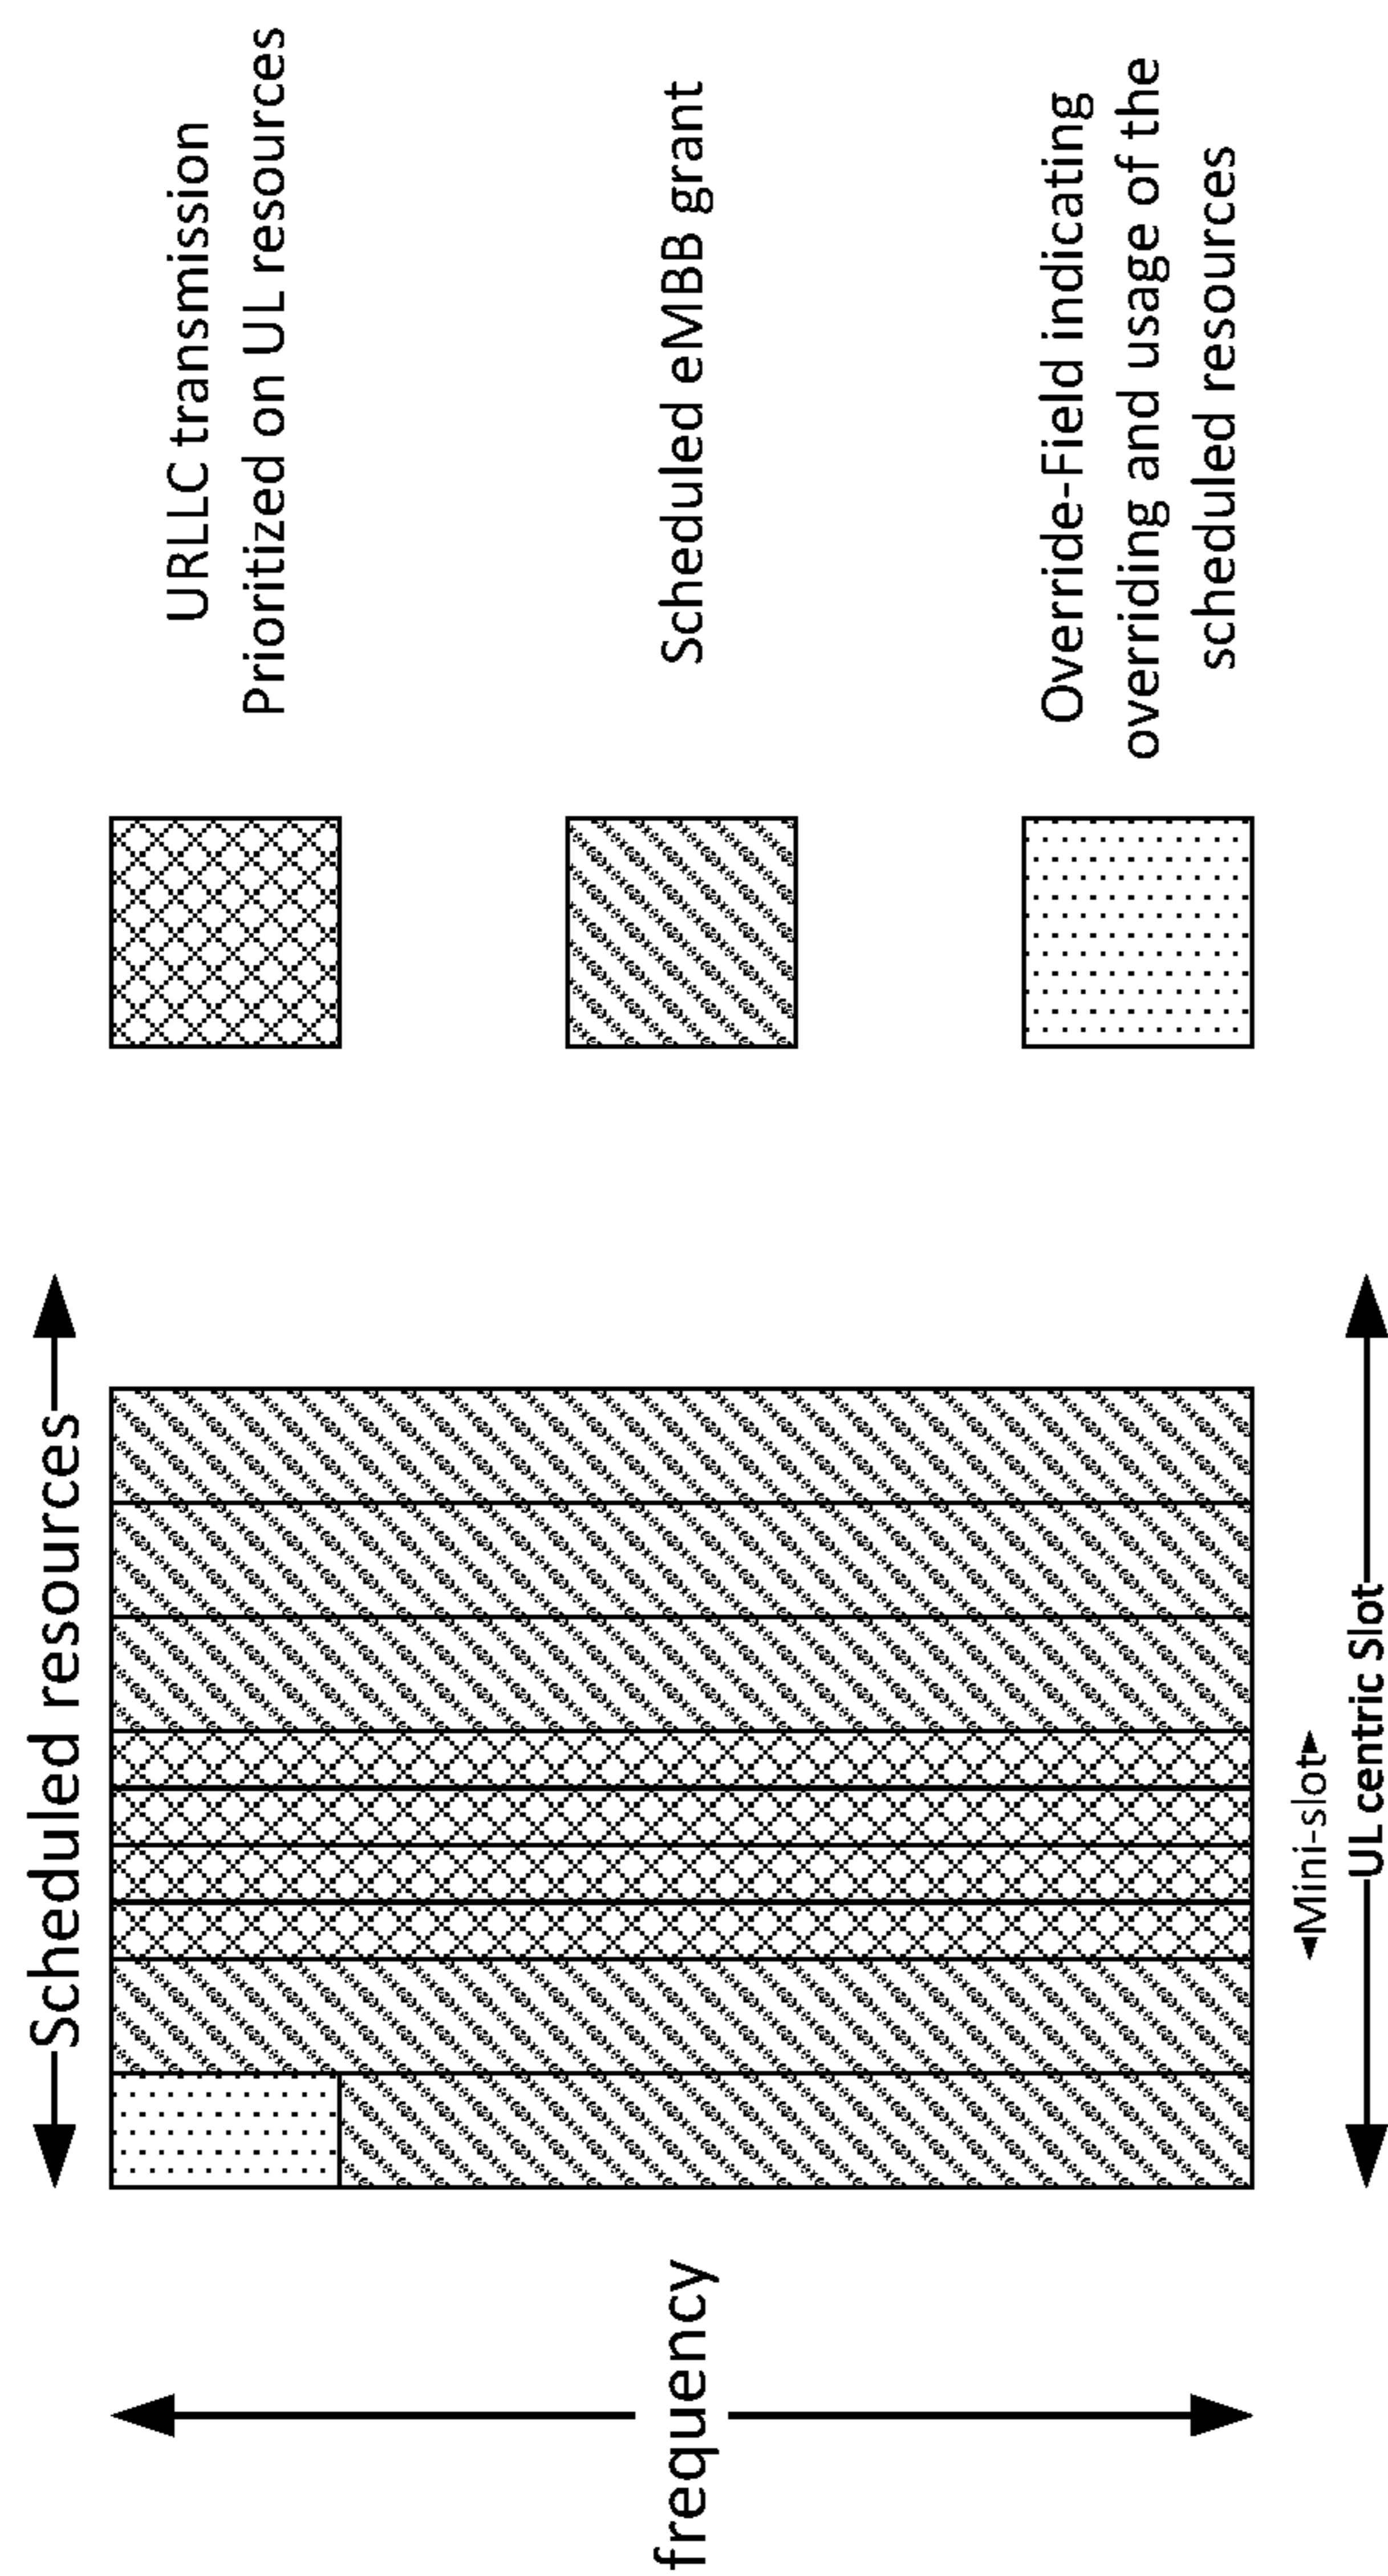 Scheduled resources
frequency
Mini-slot
UL centric Slot
URLLC transmission
Prioritized on UL resources
Scheduled eMBB grant
Override-Field indicating
overriding and usage of the
scheduled resources